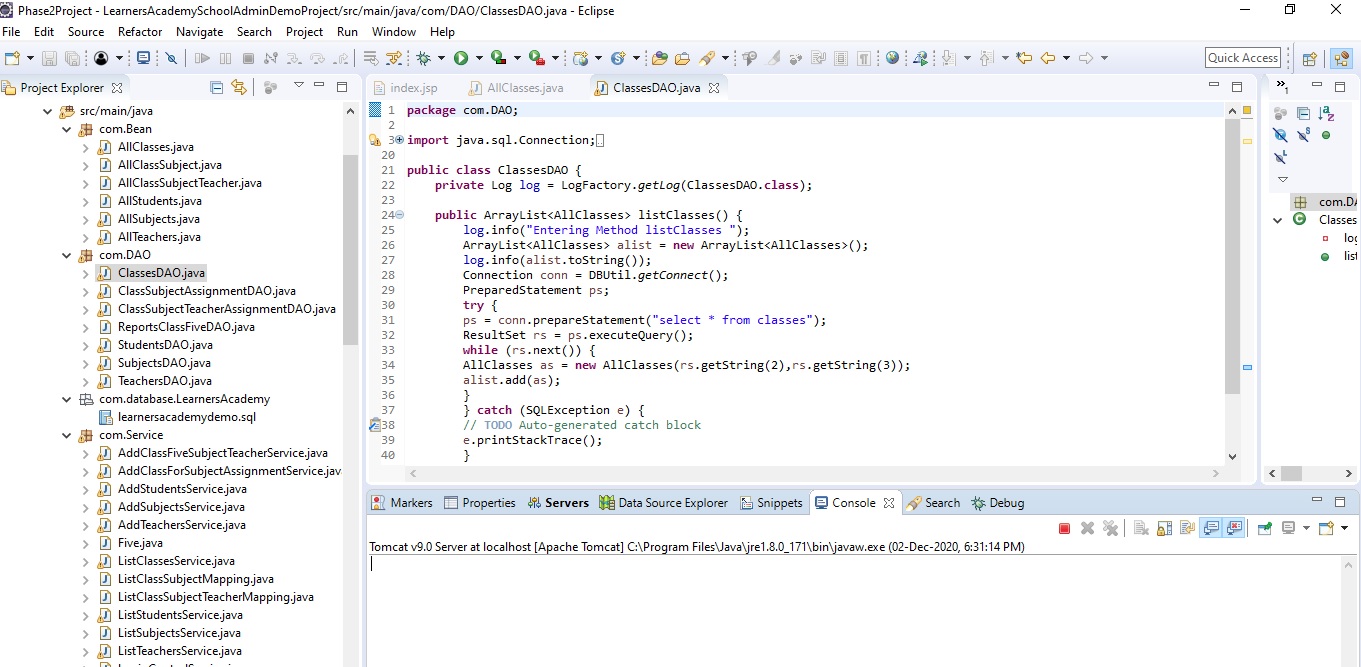 Phase2Project - LearnersAcademySchoolAdminDemoProject/src/main/java/com/DAO/ClassesDAO.java - Eclipse
File Edit Source Refactor Navigate Search Project Run Window Help
Quick Access
Project Explorer
src/main/java
com.Bean
AllClasses.java
AllClassSubject.java
AllClassSubjectTeacher.java
AllStudents.java
AllSubjects.java
AllTeachers.java
com.DAO
ClassesDAO.java
ClassSubjectAssignmentDAO.java
ClassSubjectTeacherAssignmentDAO.java
ReportsClassFiveDAO.java
StudentsDAO.java
SubjectsDAO.java
TeachersDAO.java
com.database.LearnersAcademy
learnersacademydemo.sql
com.Service
AddClassFiveSubjectTeacherService.java
AddClassForSubjectAssignmentService.jav
AddStudentsService.java
AddSubjectsService.java
AddTeachersService.java
Five.java
ListClassesService.java
ListClassSubjectMapping.java
ListClassSubjectTeacherMapping.java
ListStudentsService.java
ListSubjectsService.java
ListTeachersService.java
index.jsp AllClasses.java ClassesDAO.java
1 package com.DAO;
2
3 import java.sql.Connection;
20
21 public class ClassesDAO {
22 private Log log = LogFactory.getLog(ClassesDAO.class);
23
24 public ArrayList<AllClasses> listClasses() {
25 log.info("Entering Method listClasses ");
26 ArrayList<AllClasses> alist = new ArrayList<AllClasses>();
27 log.info(alist.toString());
28 Connection conn = DBUtil.getConnect();
29 PreparedStatement ps;
30 try {
31 ps = conn.prepareStatement("select * from classes");
32 ResultSet rs = ps.executeQuery();
33 while (rs.next()) {
34 AllClasses as = new AllClasses(rs.getString(2),rs.getString(3));
35 alist.add(as);
36 }
37 } catch (SQLException e) {
38 // TODO Auto-generated catch block
39 e.printStackTrace();
40 }
com.DA
Classes
log
list
Markers Properties Servers Data Source Explorer Snippets Console Search Debug
Tomcat v9.0 Server at localhost [Apache Tomcat] C:\Program Files\Java\jre1.8.0_171\bin\javaw.exe (02-Dec-2020, 6:31:14 PM)